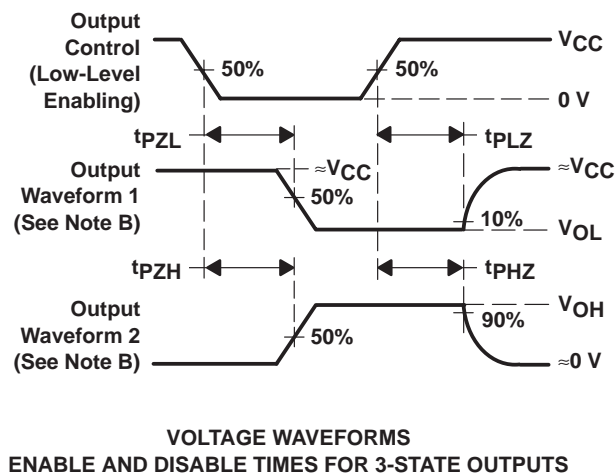 Output
Control
(Low-Level
Enabling)
50%
50%
VCC
0 V
tPZL
tPLZ
Output
Waveform 1
(See Note B)
≈VCC
50%
≈VCC
10%
VOL
tPZH
tPHZ
Output
Waveform 2
(See Note B)
50%
VOH
90%
≈0 V
VOLTAGE WAVEFORMS
ENABLE AND DISABLE TIMES FOR 3-STATE OUTPUTS